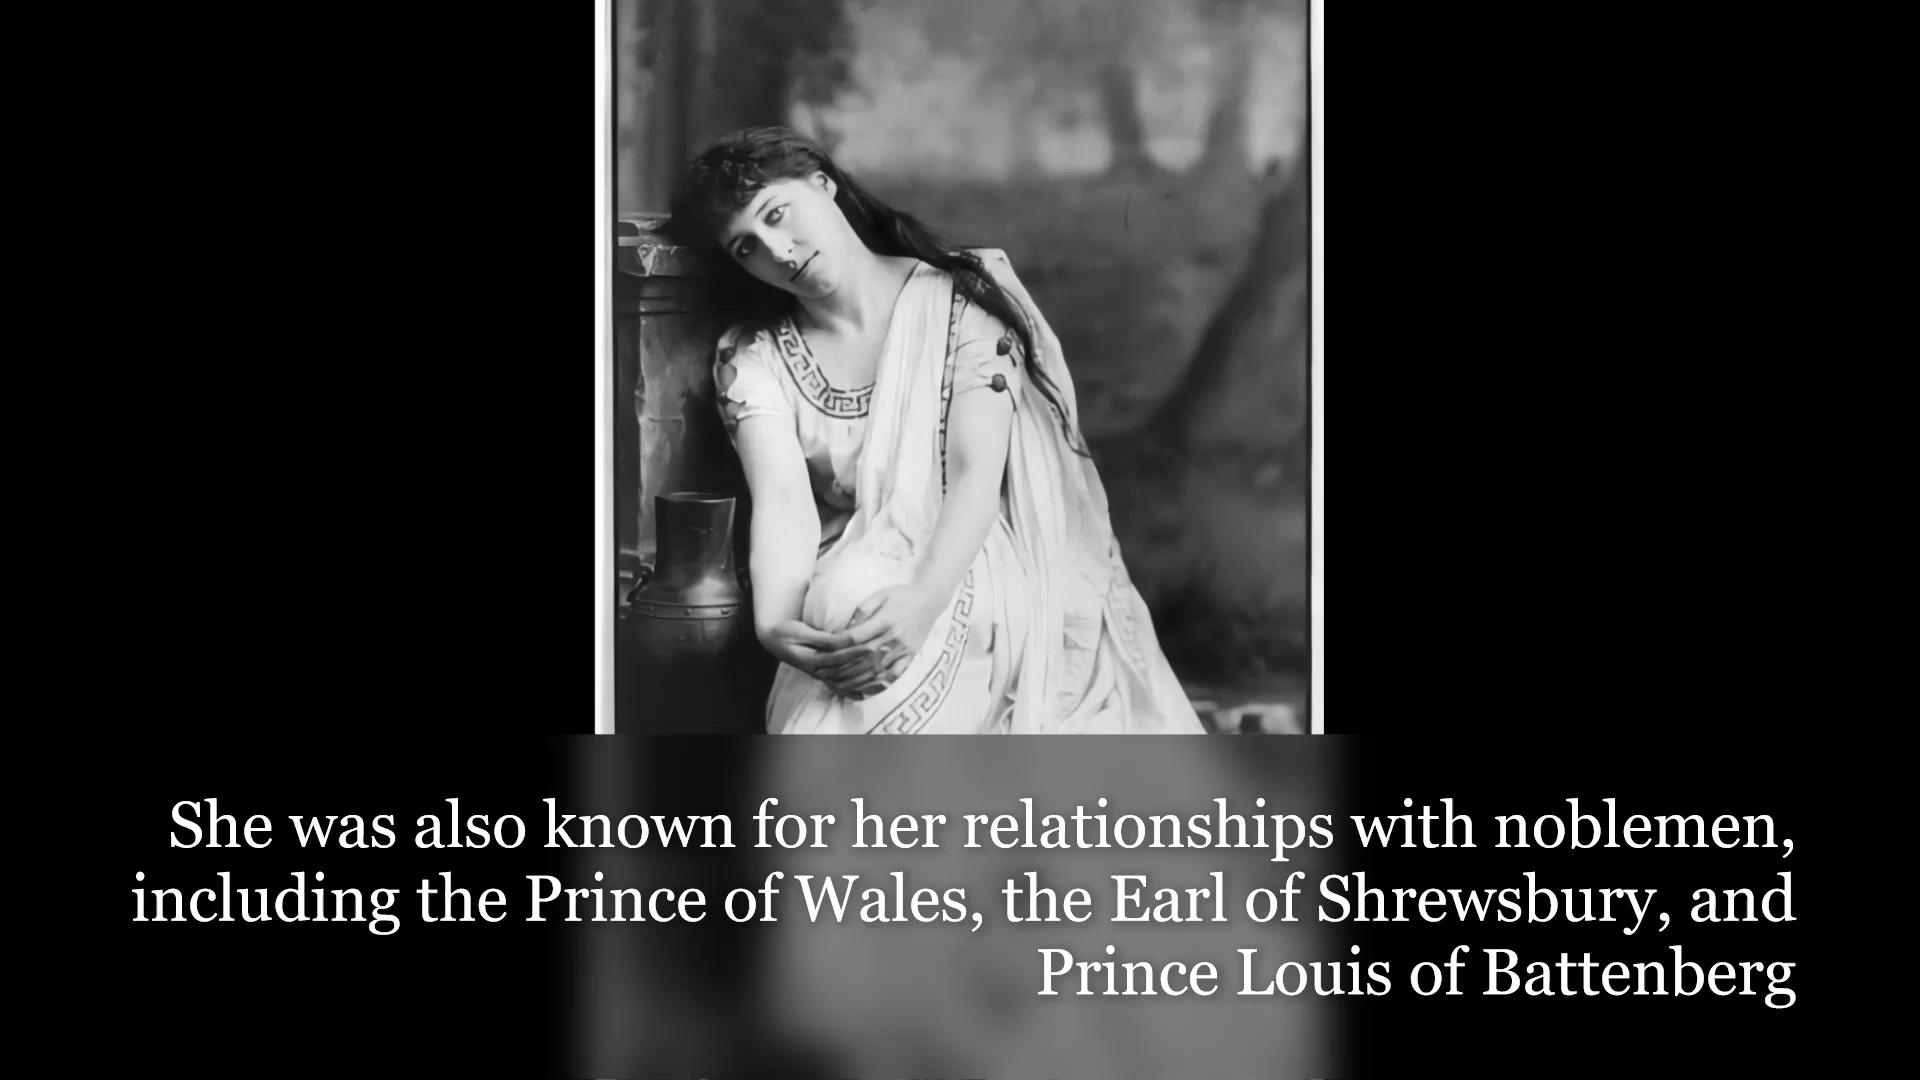 She was also known for her relationships with noblemen,
including the Prince of Wales, the Earl of Shrewsbury, and
Prince Louis of Battenberg